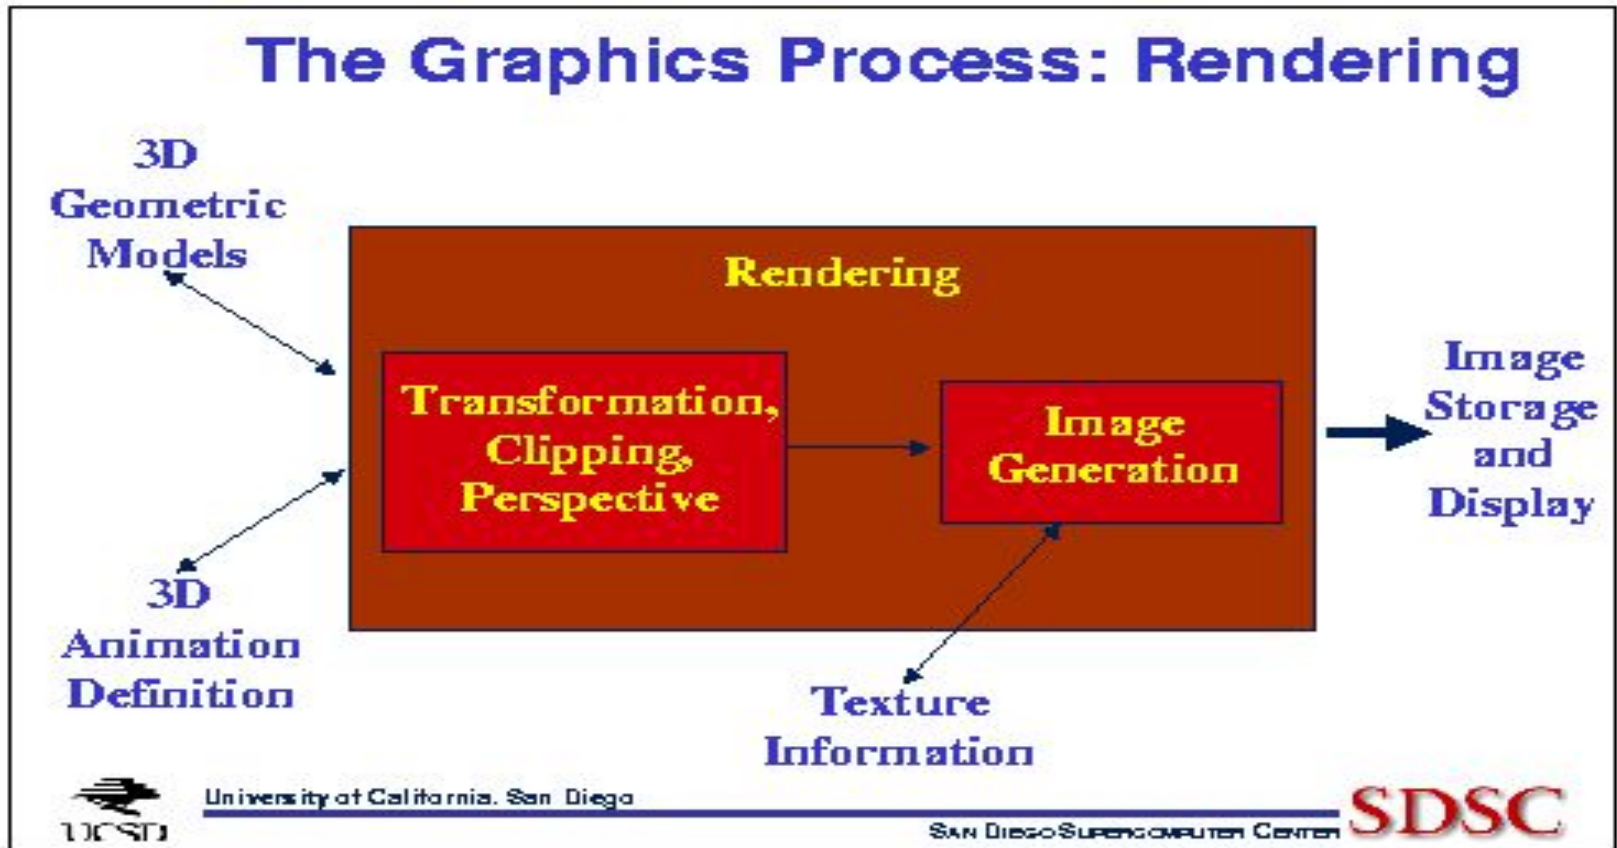 The Graphics Process: Rendering
3D
Geometric
Models
Rendering
Transformation,
Clipping,
Perspective
Image
Generation
Image
Storage
and
Display
3D
Animation
Definition
Texture
Information
UCSD
University of California, San Diego
SAN DIEGO SUPERCOMPUTER CENTER
SDSC